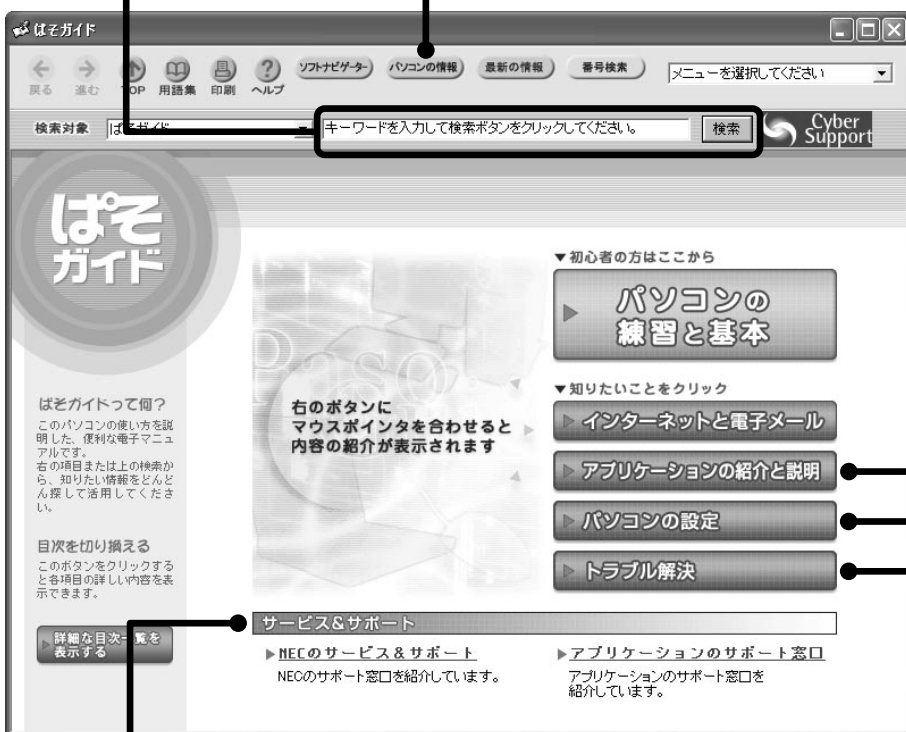 ぱそガイド
戻る 進む TOP 用語集 印刷 ヘルプ ソフトナビゲーター パソコンの情報 最新の情報 番号検索 メニューを選択してください
検索対象 ぱそガイド キーワードを入力して検索ボタンをクリックしてください。 検索 Cyber Support
ぱそ
ガイド
▼初心者の方はここから
パソコンの
練習と基本
▼知りたいことをクリック
インターネットと電子メール
アプリケーションの紹介と説明
パソコンの設定
トラブル解決
右のボタンに
マウスポインタを合わせると
内容の紹介が表示されます
ぱそガイドって何?
このパソコンの使い方を説
明した、便利な電子マニュ
アルです。
右の項目または上の検索か
ら、知りたい情報をどんど
ん探して活用してくださ
い。
目次を切り換える
このボタンをクリックする
と各項目の詳しい内容を表
示できます。
詳細な目次一覧を
表示する
サービス&サポート
NECのサービス&サポート
NECのサポート窓口を紹介しています。
アプリケーションのサポート窓口
アプリケーションのサポート窓口を
紹介しています。